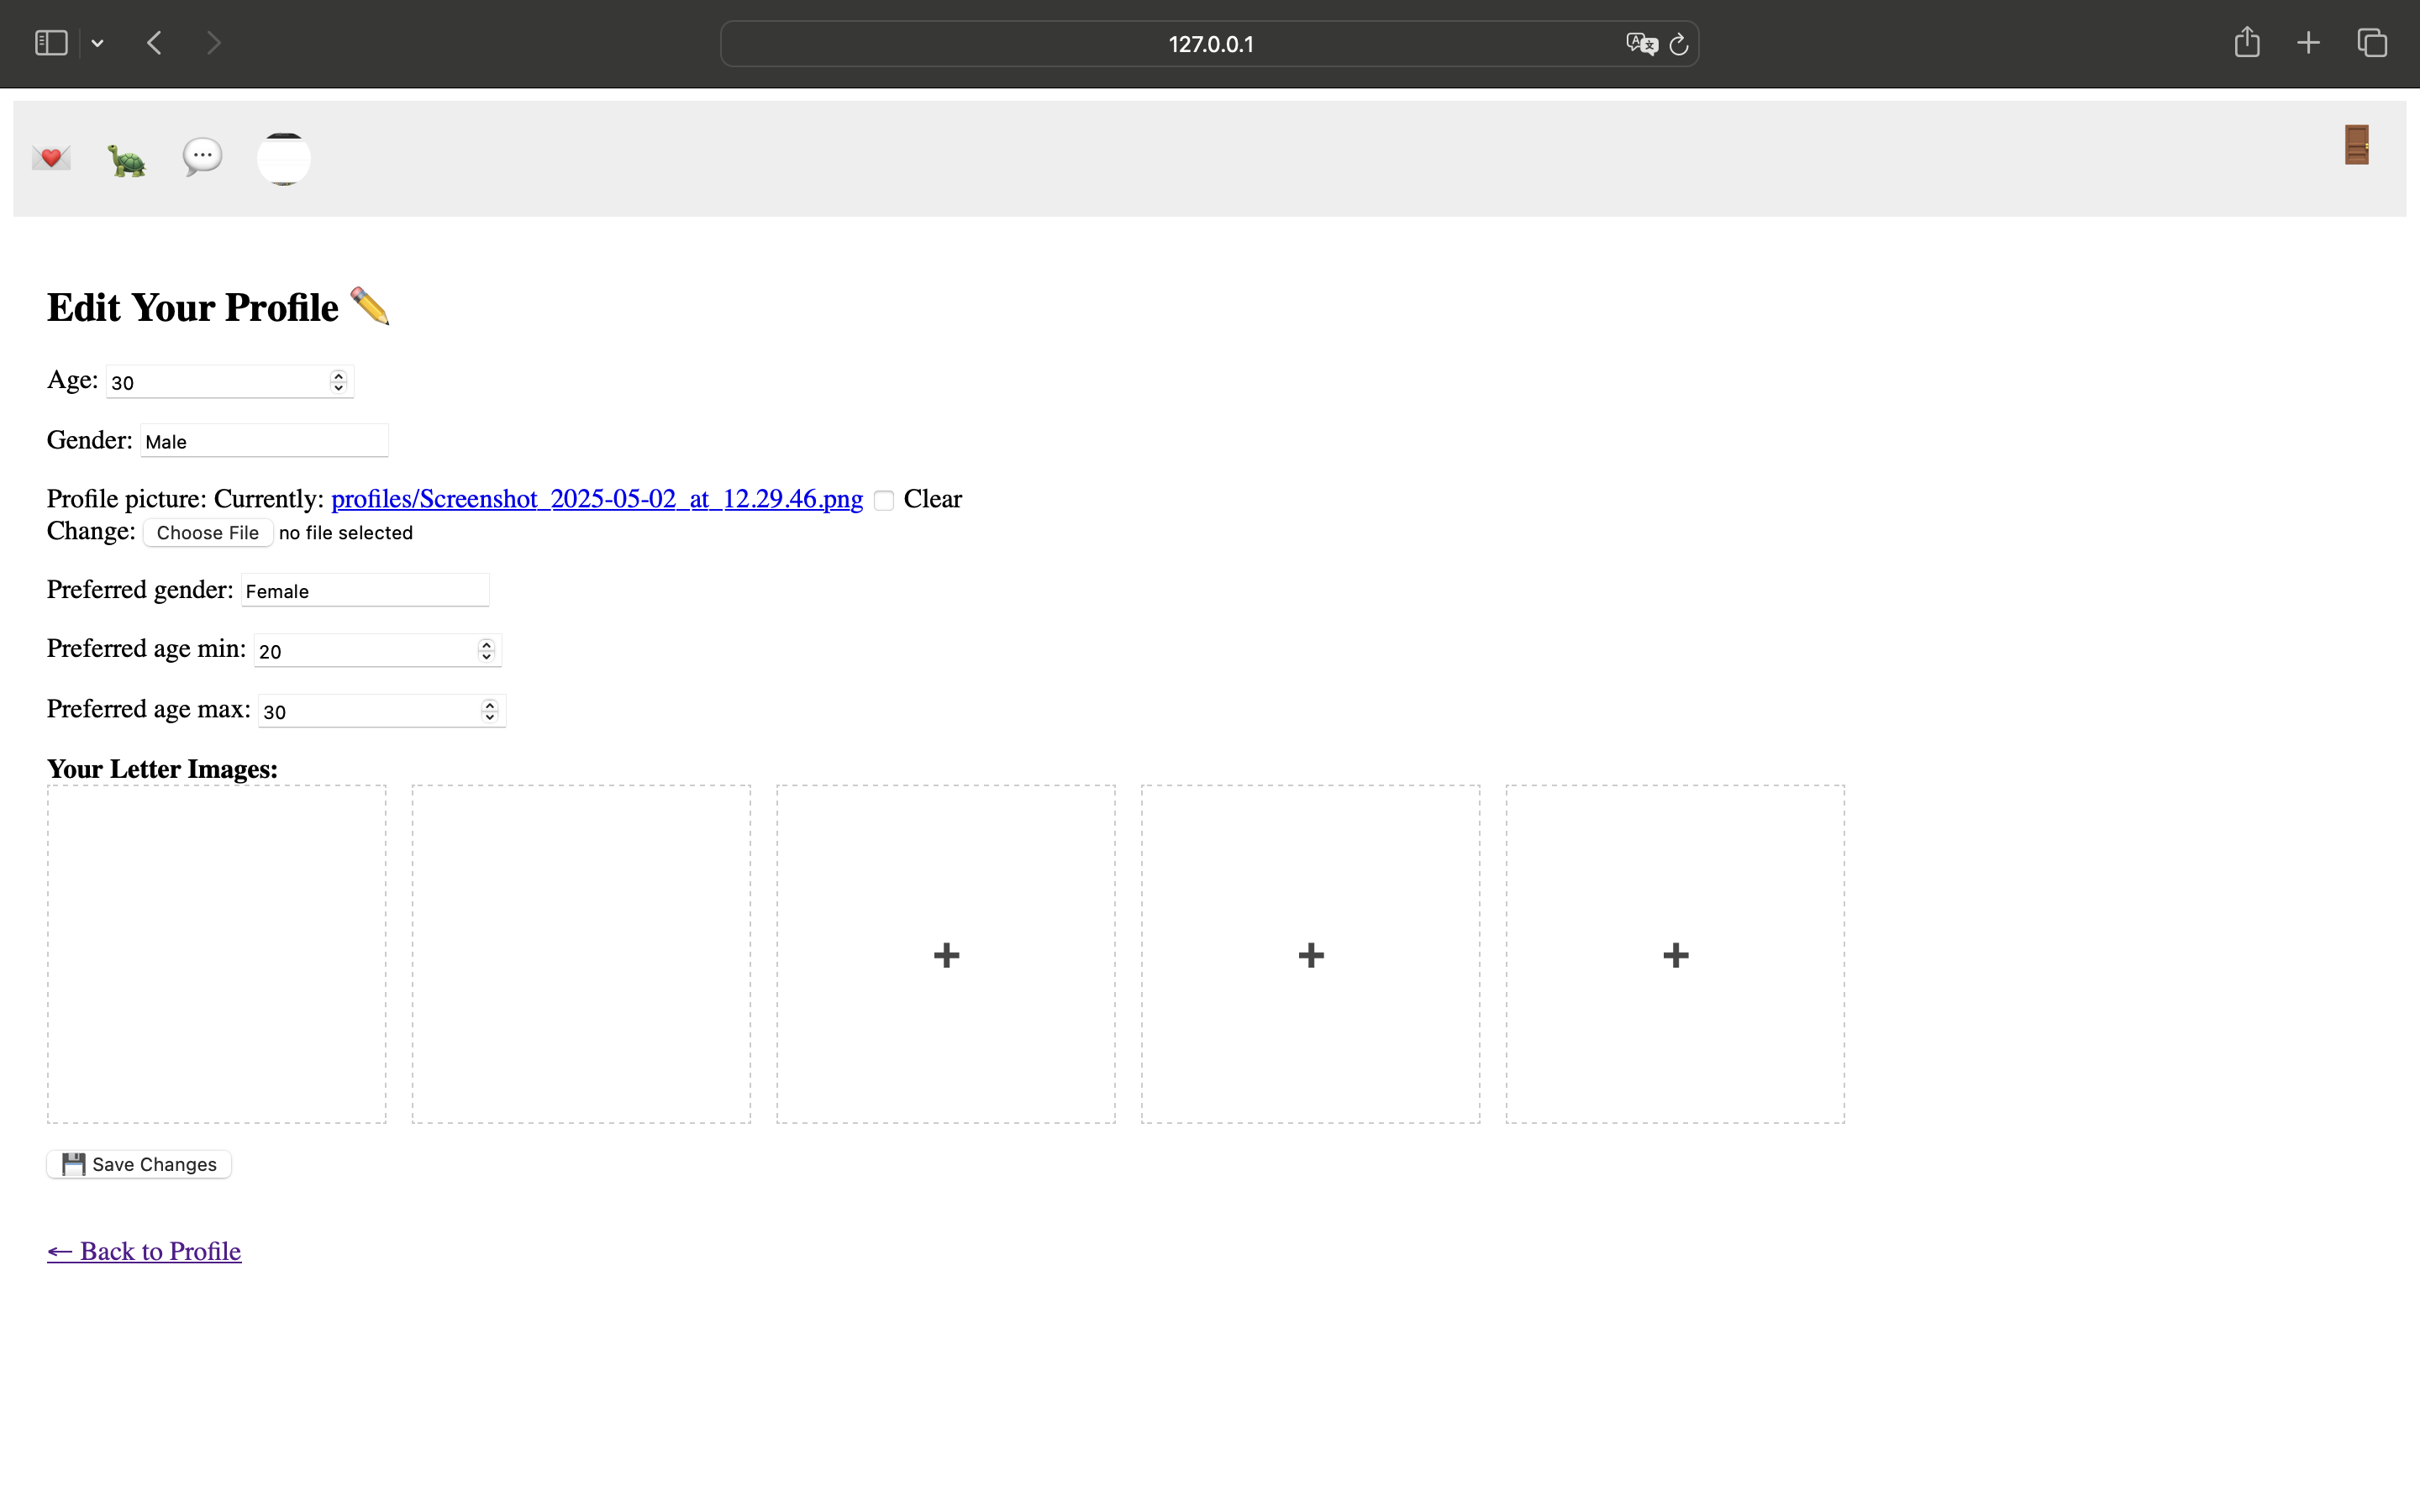 127.0.0.1
Edit Your Profile ✏️
Age: 30
Gender: Male
Profile picture: Currently: profiles/Screenshot_2025-05-02_at_12.29.46.png Clear
Change: Choose File no file selected
Preferred gender: Female
Preferred age min: 20
Preferred age max: 30
Your Letter Images:
+ + +
💾 Save Changes
← Back to Profile